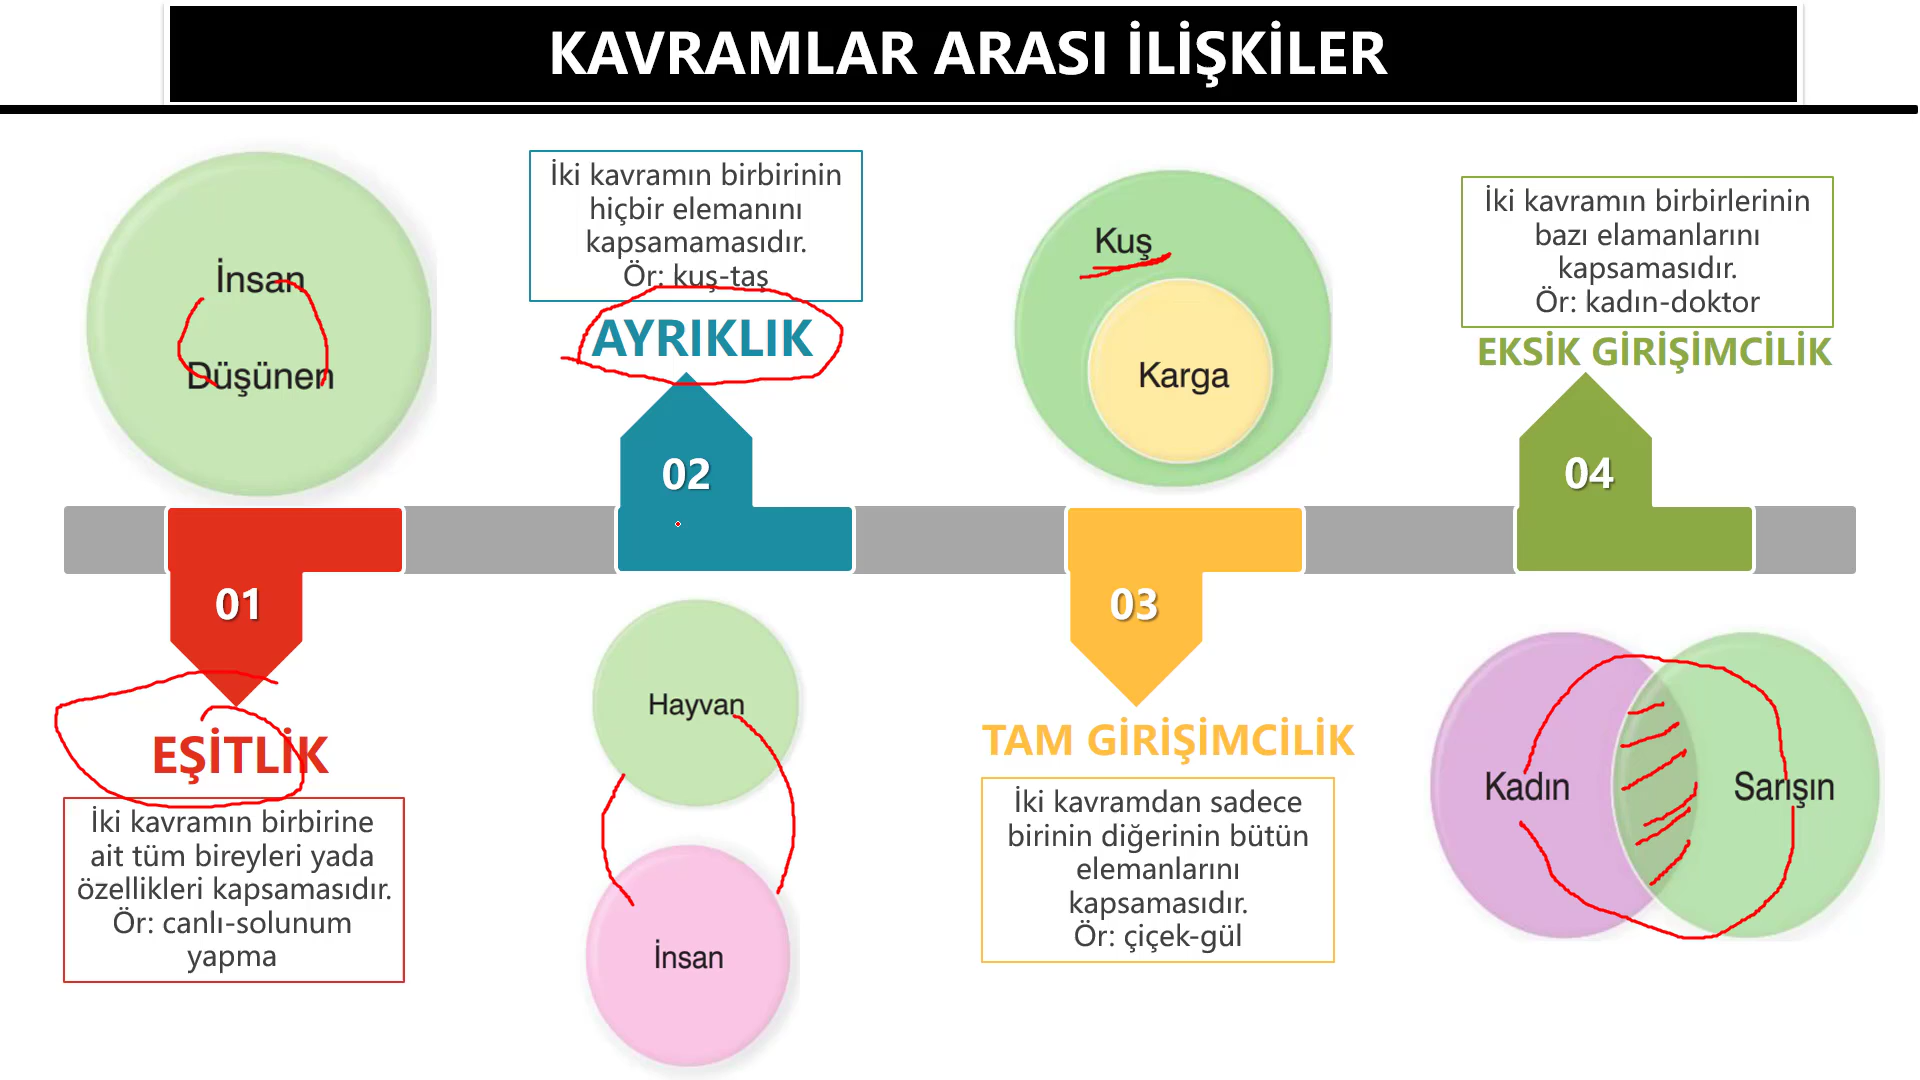 KAVRAMLAR ARASI İLİŞKİLER
İnsan
Düşünen
01
EŞİTLİK
İki kavramın birbirine
ait tüm bireyleri yada
özellikleri kapsamasıdır.
Ör: canlı-solunum
yapma
İki kavramın birbirinin
hiçbir elemanını
kapsamamasıdır.
Ör: kuş-taş
AYRIKLIK
02
Hayvan
İnsan
Kuş
Karga
03
TAM GİRİŞİMCİLİK
İki kavramdan sadece
birinin diğerinin bütün
elemanlarını
kapsamasıdır.
Ör: çiçek-gül
İki kavramın birbirlerinin
bazı elamanlarını
kapsamasıdır.
Ör: kadın-doktor
EKSİK GİRİŞİMCİLİK
04
Kadın
Sarışın